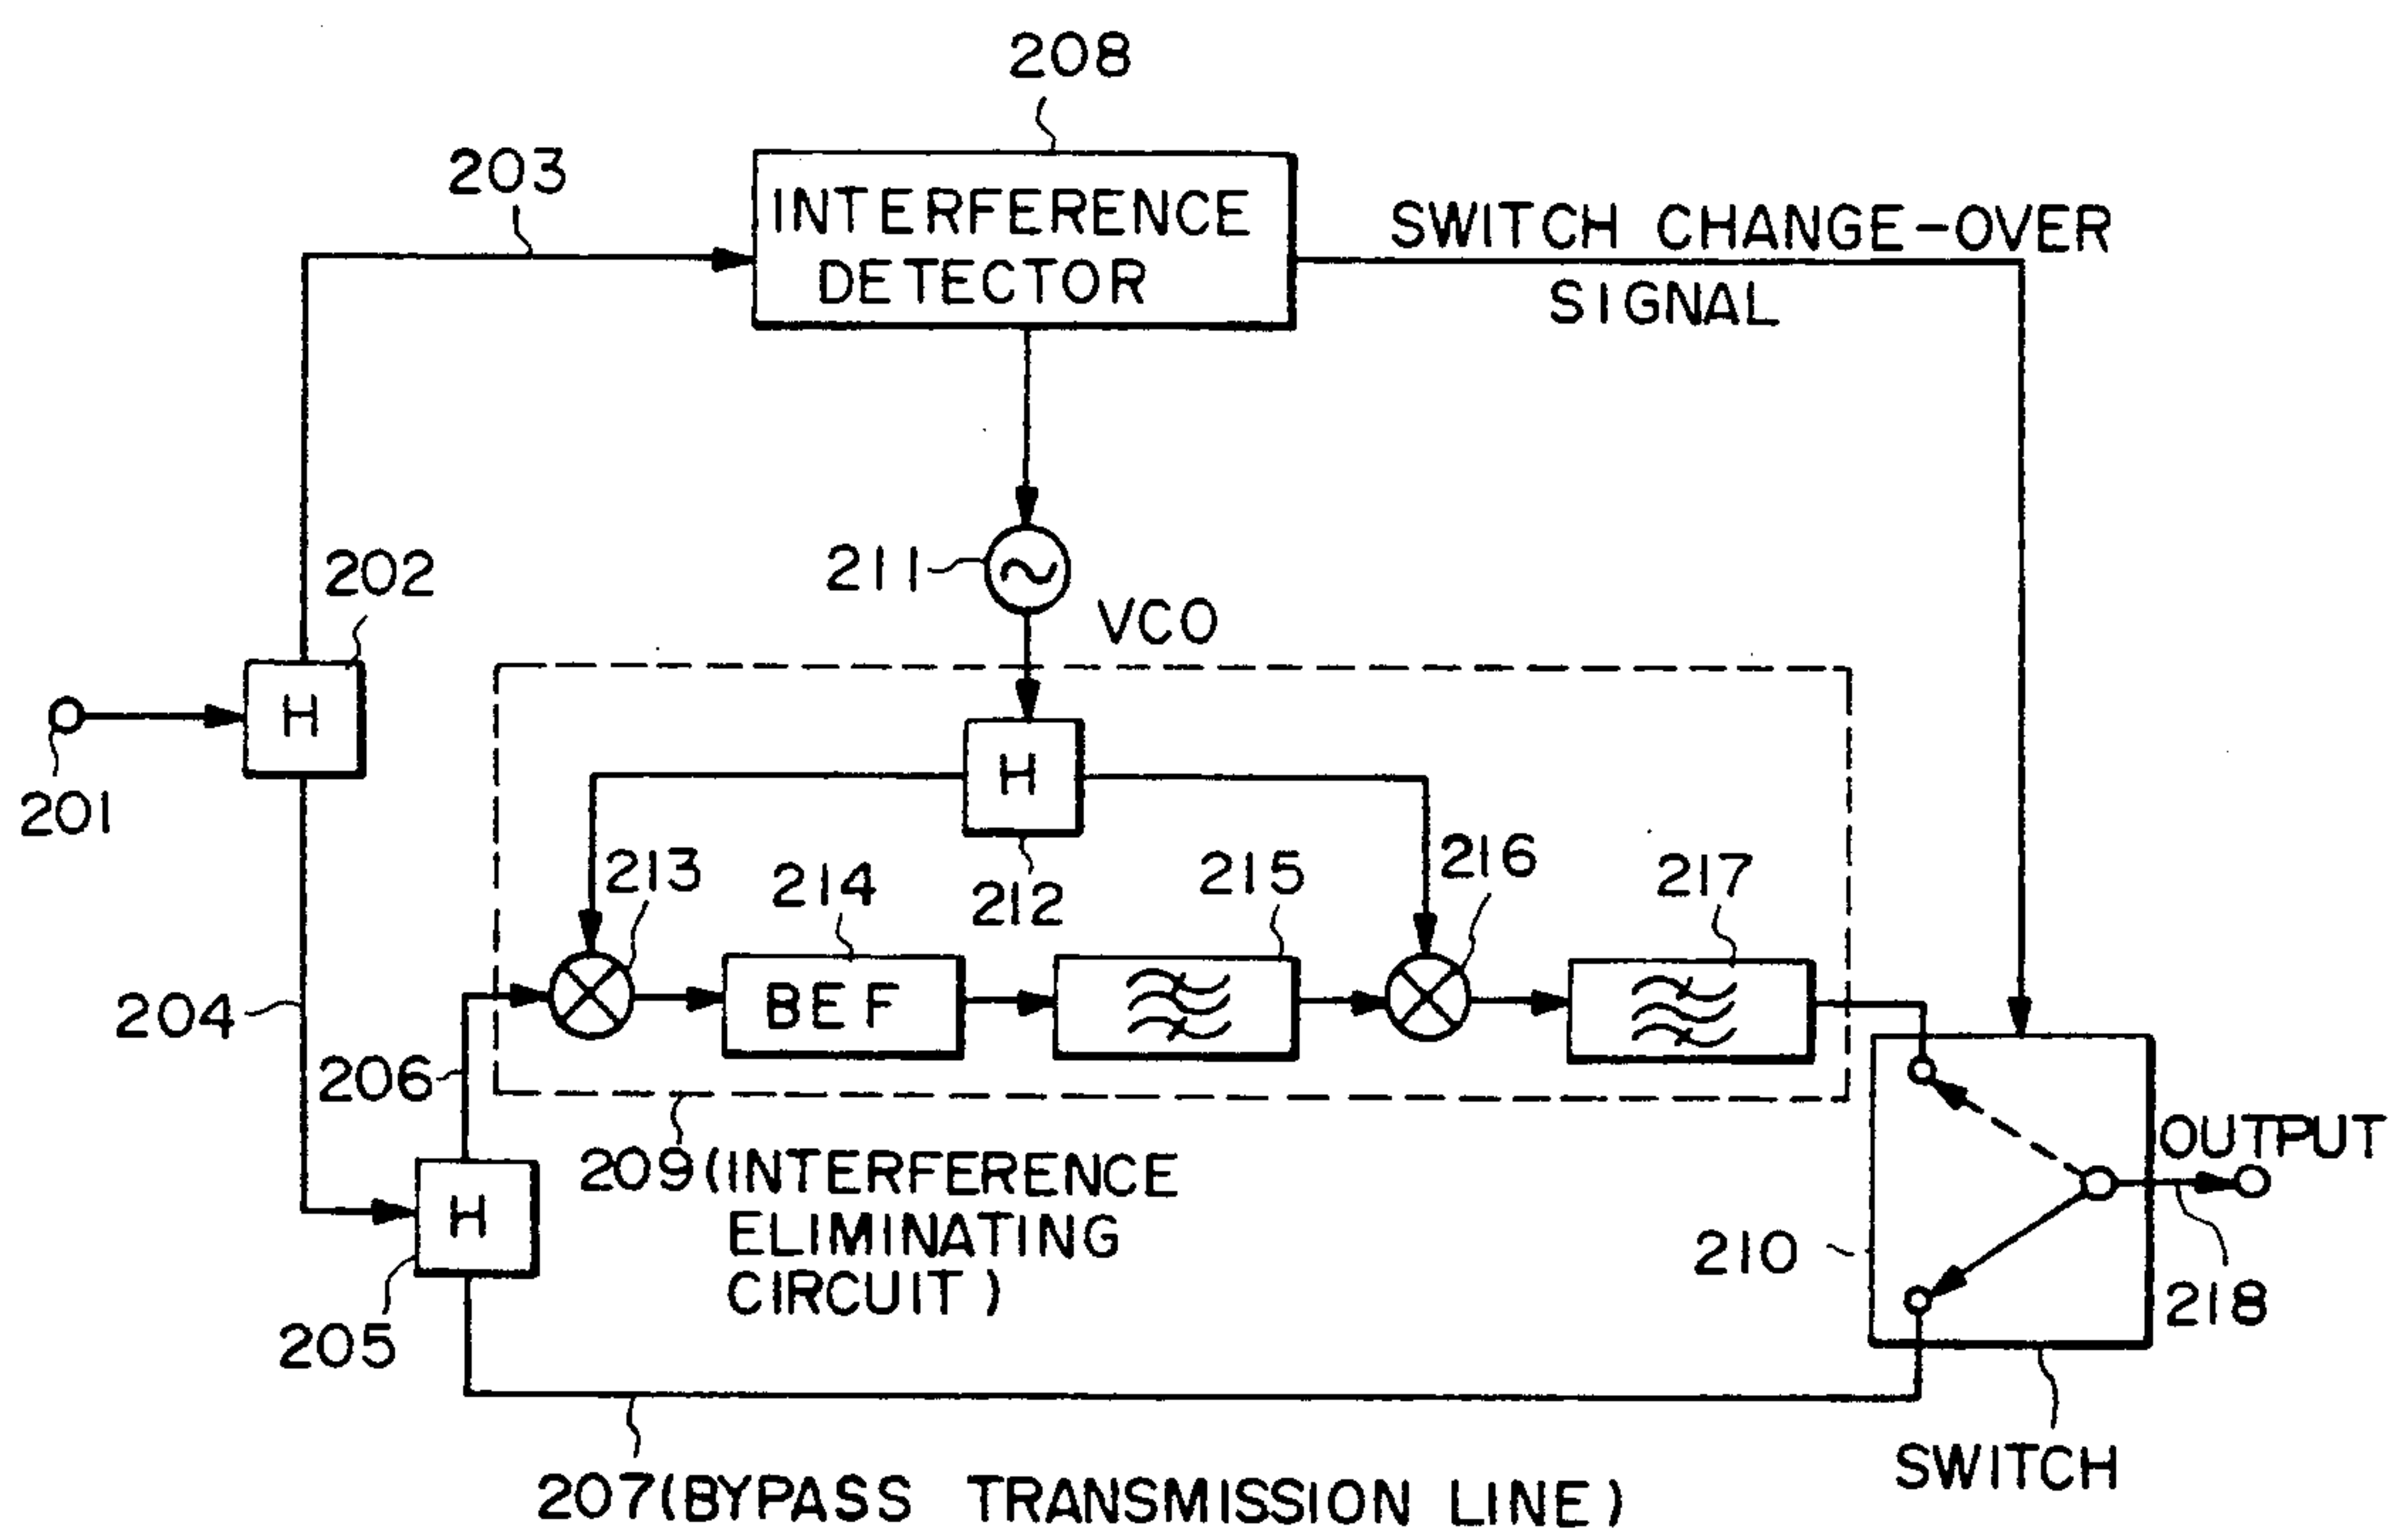 208
203
INTERFERENCE
DETECTOR
SWITCH CHANGE-OVER
SIGNAL
202
211
VCO
H
201
H
213
214
212
215
216
217
204
BEF
206
209(INTERFERENCE
ELIMINATING
CIRCUIT)
OUTPUT
H
210
218
205
SWITCH
207(BYPASS TRANSMISSION LINE)